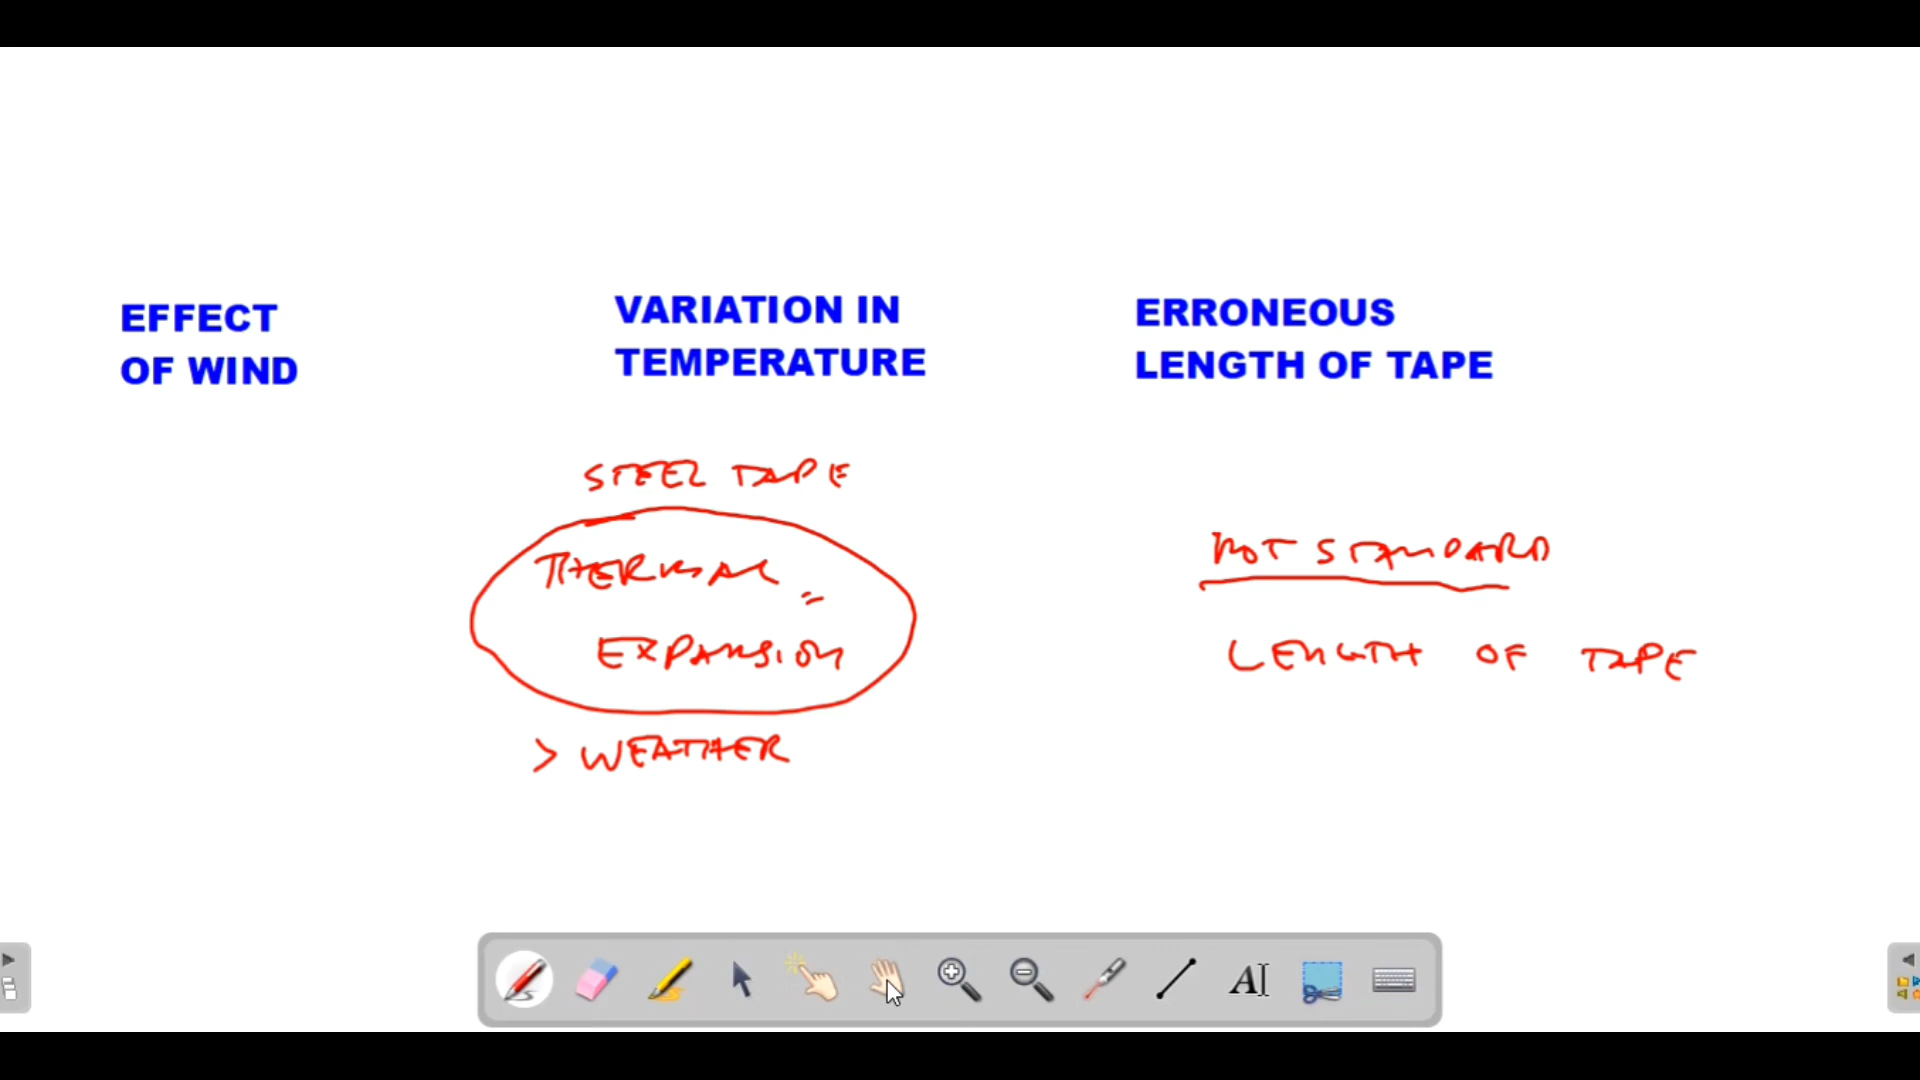 EFFECT
OF WIND
VARIATION IN
TEMPERATURE
ERRONEOUS
LENGTH OF TAPE
STEEL TAPE
THERMAL
EXPANSION
> WEATHER
NOT STANDARD
LENGTH OF TAPE
AI